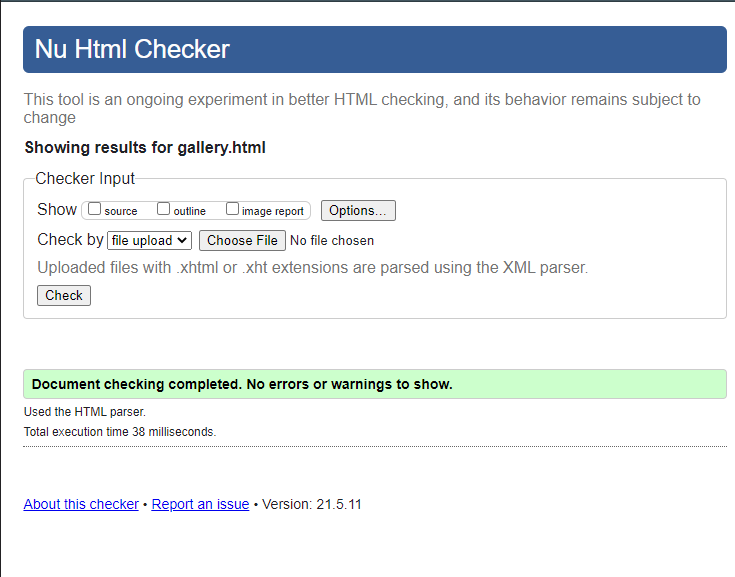 Nu Html Checker
This tool is an ongoing experiment in better HTML checking, and its behavior remains subject to
change
Showing results for gallery.html
Checker Input
Show source outline image report Options...
Check by file upload Choose File No file chosen
Uploaded files with .xhtml or .xht extensions are parsed using the XML parser.
Check
Document checking completed. No errors or warnings to show.
Used the HTML parser.
Total execution time 38 milliseconds.
About this checker • Report an issue • Version: 21.5.11